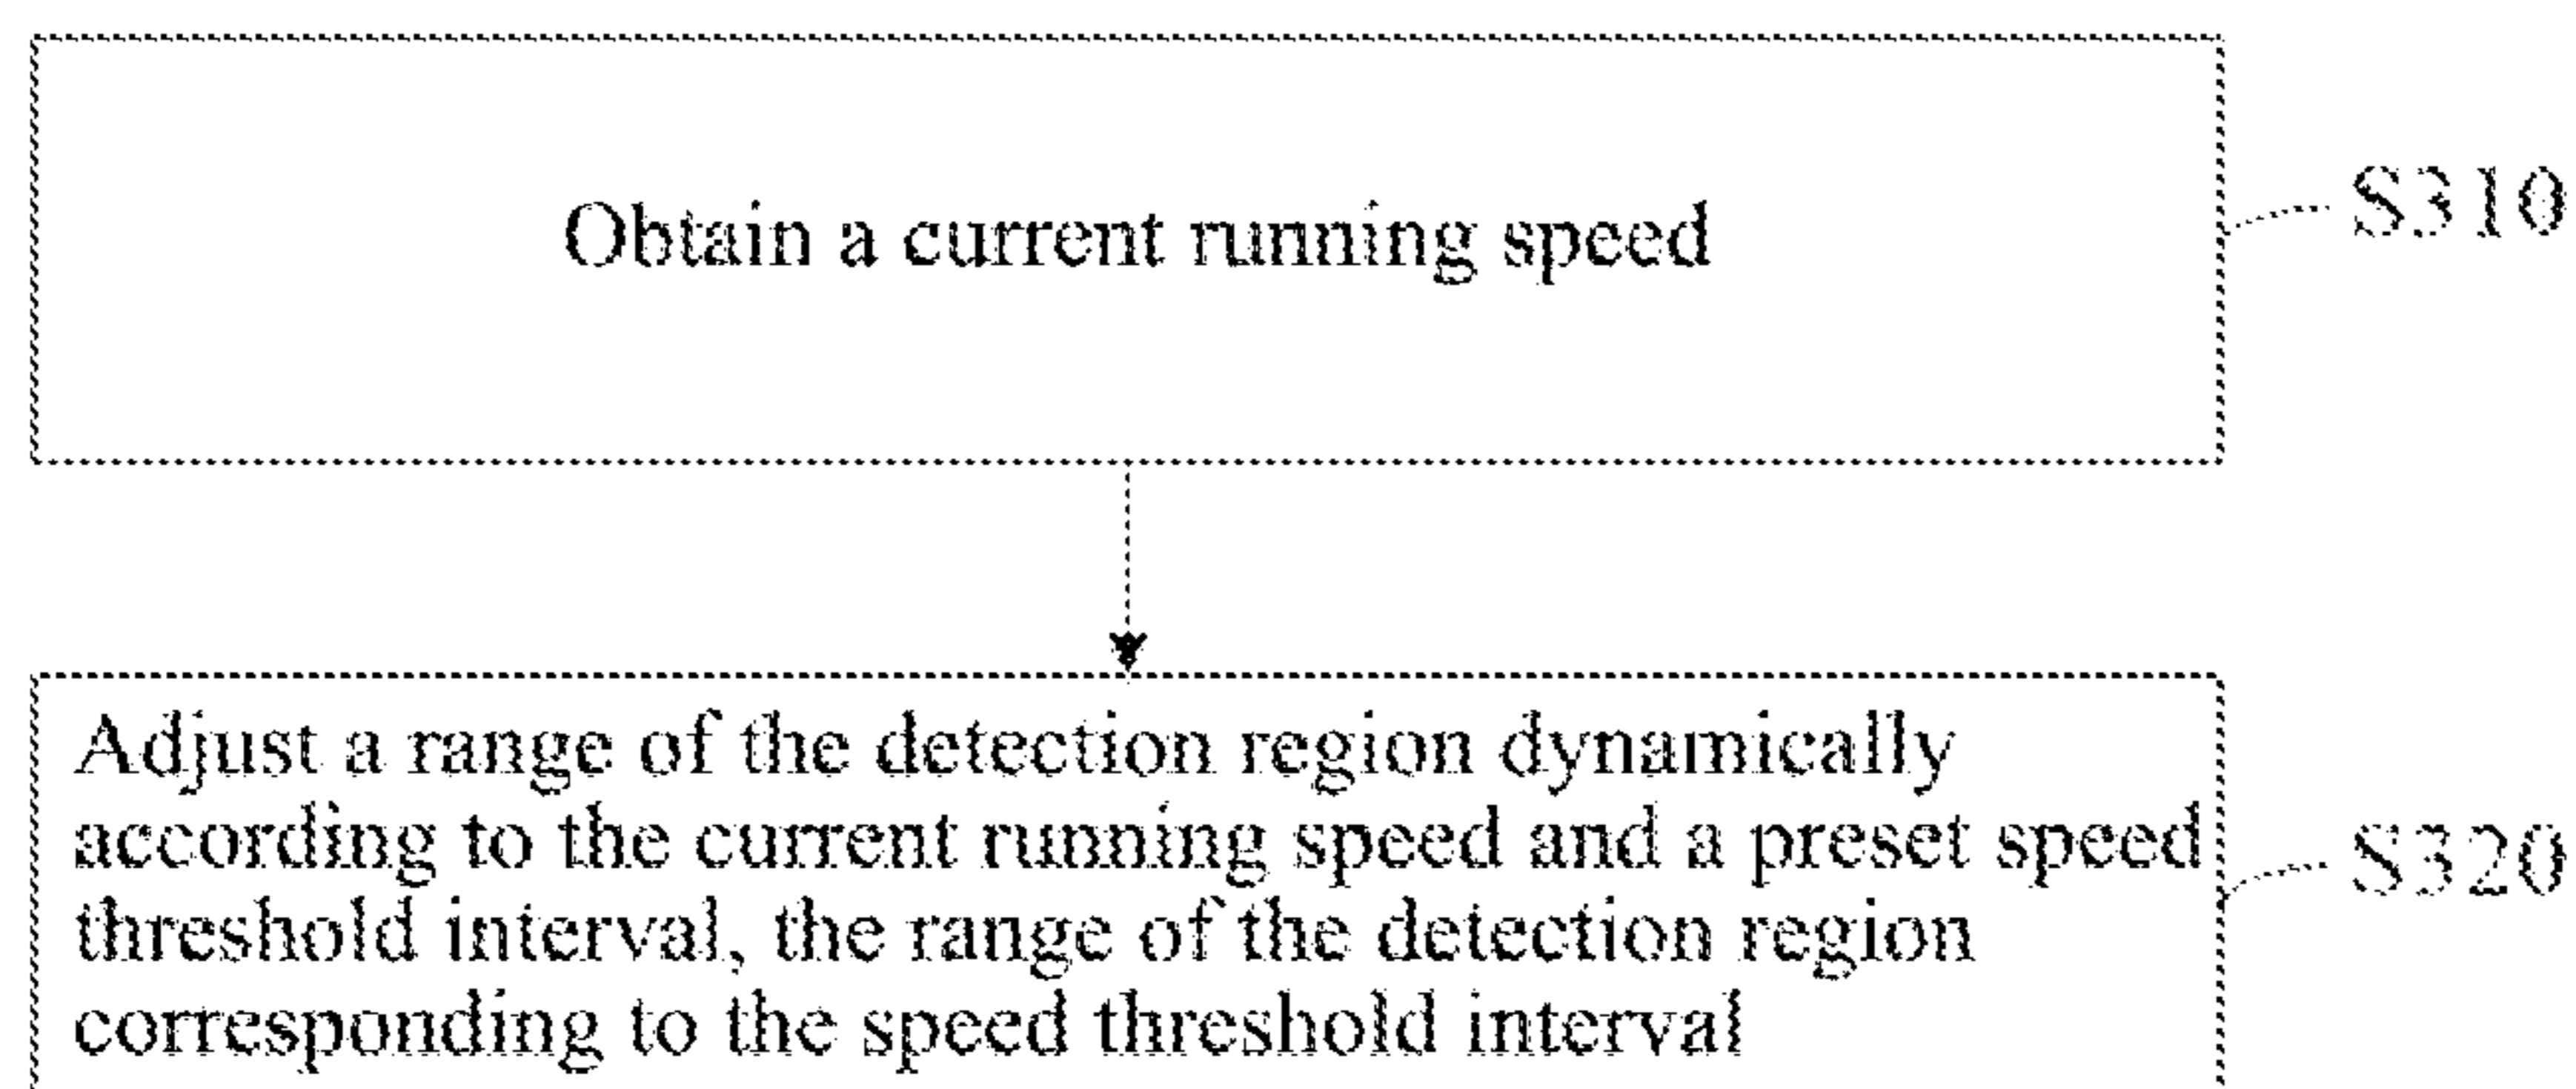 Obtain a current running speed
S310
Adjust a range of the detection region dynamically
according to the current running speed and a preset speed
threshold interval, the range of the detection region
corresponding to the speed threshold interval
S320